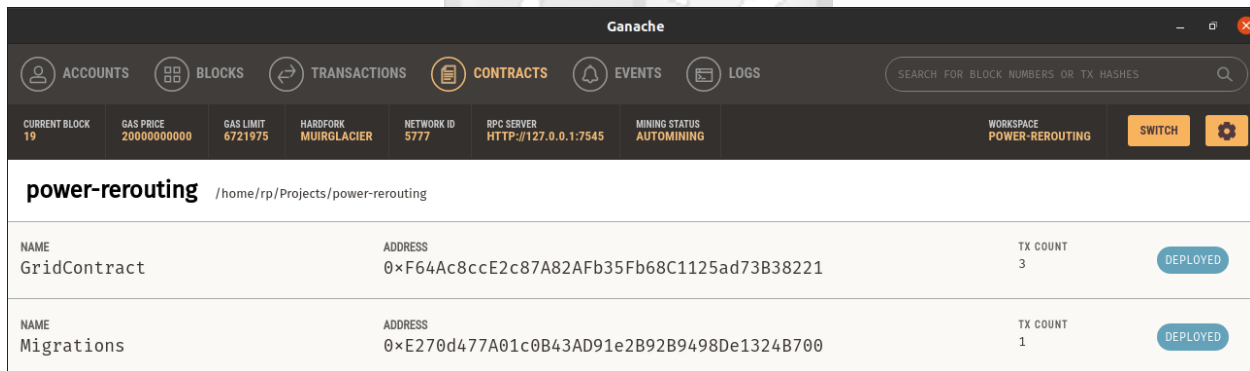 Ganache
ACCOUNTS BLOCKS TRANSACTIONS CONTRACTS EVENTS LOGS SEARCH FOR BLOCK NUMBERS OR TX HASHES
CURRENT BLOCK GAS PRICE GAS LIMIT HARDFORK NETWORK ID RPC SERVER MINING STATUS WORKSPACE
19 20000000000 6721975 MUIRGLACIER 5777 HTTP://127.0.0.1:7545 AUTOMINING POWER-REROUTING SWITCH
power-rerouting /home/rp/Projects/power-rerouting
NAME ADDRESS TX COUNT
GridContract 0×F64Ac8ccE2c87A82AFb35Fb68C1125ad73B38221 3 DEPLOYED
NAME ADDRESS TX COUNT
Migrations 0×E270d477A01c0B43AD91e2B92B9498De1324B700 1 DEPLOYED